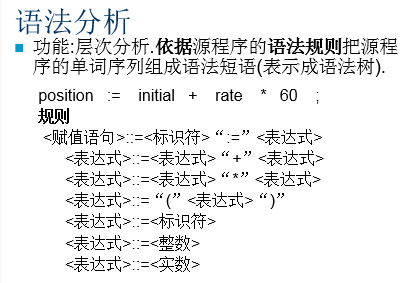 语法分析
功能:层次分析.依据源程序的语法规则把源程
序的单词序列组成语法短语(表示成语法树).
position := initial + rate * 60 ;
规则
<赋值语句>::=<标识符>“:=”<表达式>
<表达式>::=<表达式>“+”<表达式>
<表达式>::=<表达式>“*”<表达式>
<表达式>::=“(”<表达式>“)”
<表达式>::=<标识符>
<表达式>::=<整数>
<表达式>::=<实数>